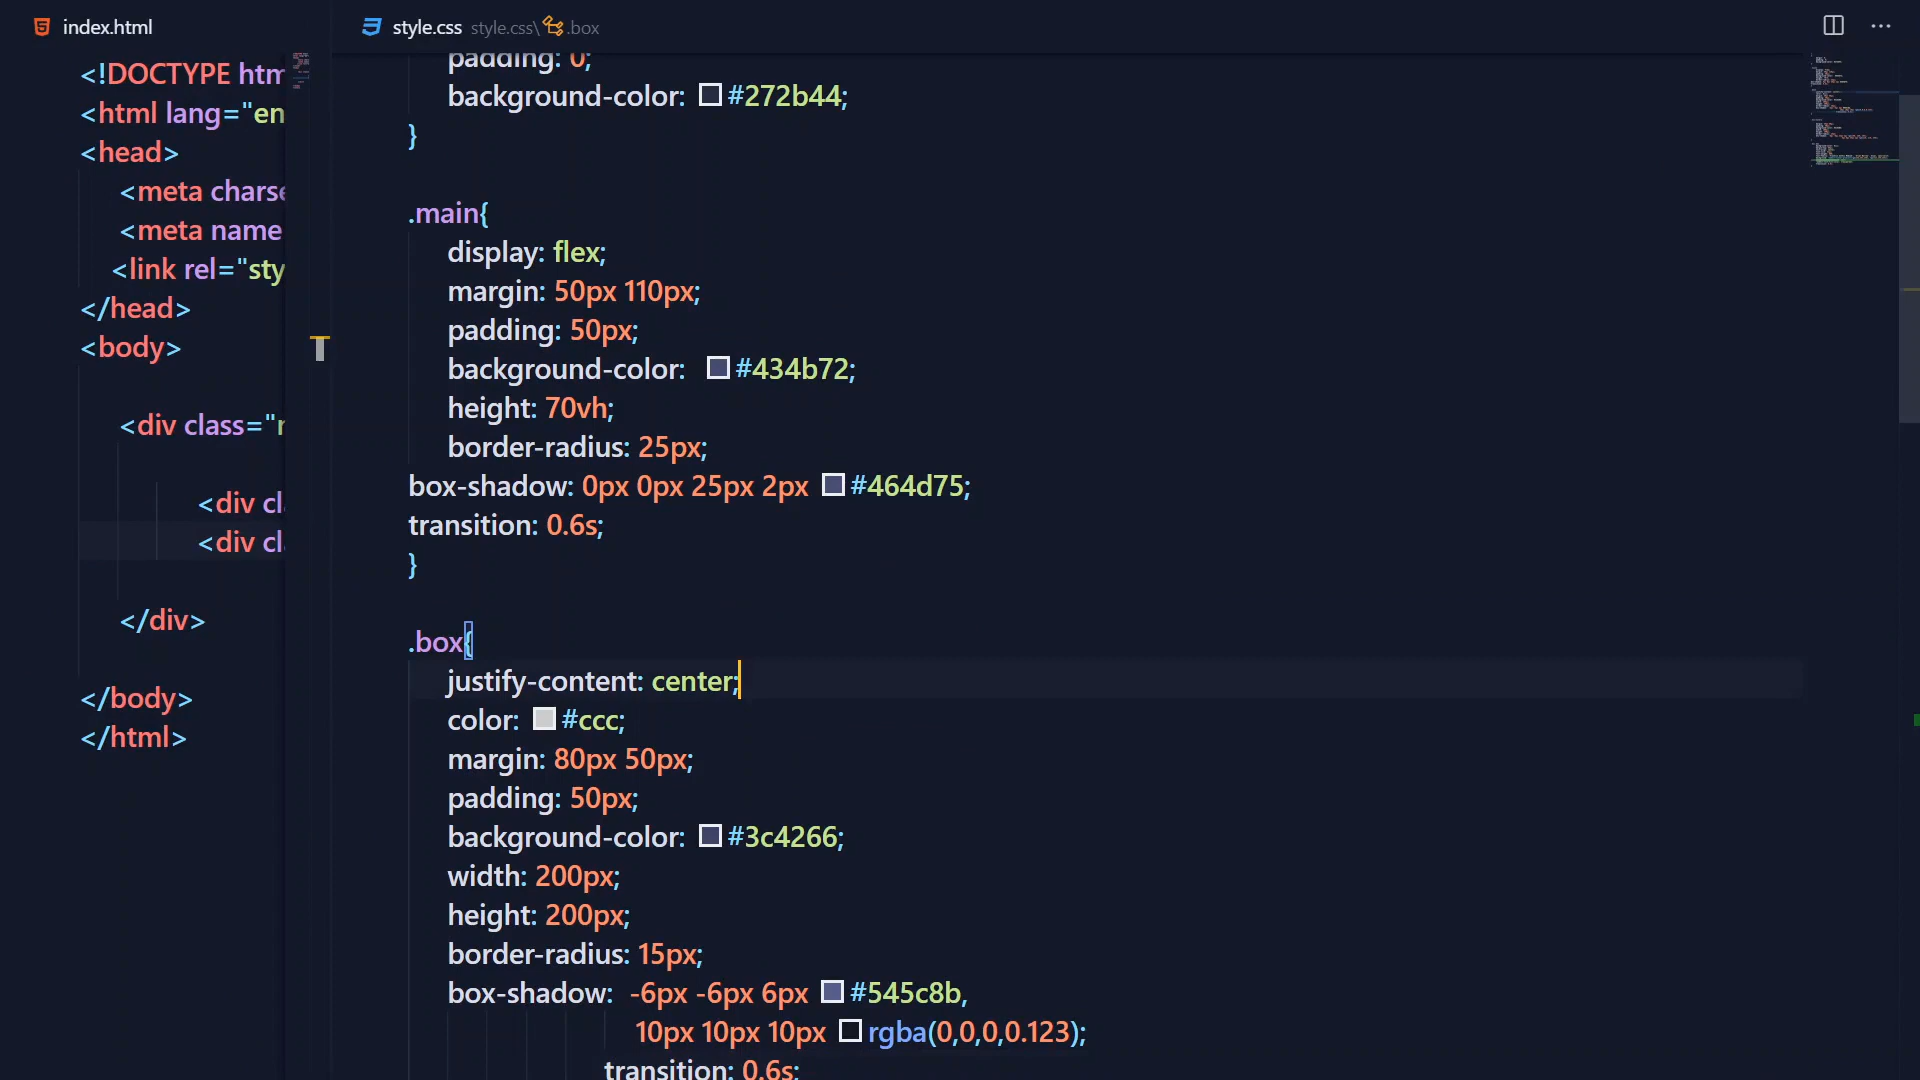 index.html
<!DOCTYPE htm
<html lang="en
<head>
<meta charse
<meta name
<link rel="sty
</head>
<body>
<div class="
<div cl
<div cl
</div>
</body>
</html>
style.css style.css\ .box
padding: 0;
background-color: #272b44;
}
.main{
display: flex;
margin: 50px 110px;
padding: 50px;
background-color: #434b72;
height: 70vh;
border-radius: 25px;
box-shadow: 0px 0px 25px 2px #464d75;
transition: 0.6s;
}
.box{
justify-content: center;
color: #ccc;
margin: 80px 50px;
padding: 50px;
background-color: #3c4266;
width: 200px;
height: 200px;
border-radius: 15px;
box-shadow: -6px -6px 6px #545c8b,
10px 10px 10px rgba(0,0,0,0.123);
transition: 0.6s;